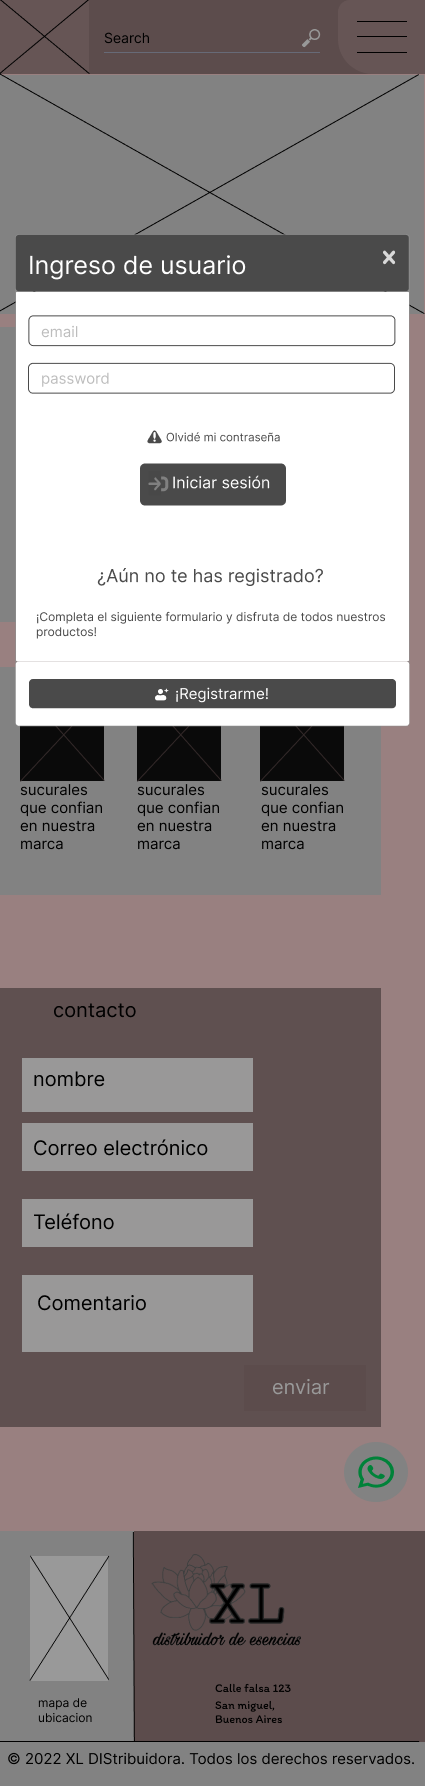 Search
Ingreso de usuario
email
password
Olvidé mi contraseña
Iniciar sesión
¿Aún no te has registrado?
¡Completa el siguiente formulario y disfruta de todos nuestros
productos!
¡Registrarme!
sucurales
que confian
en nuestra
marca
sucurales
que confian
en nuestra
marca
sucurales
que confian
en nuestra
marca
contacto
nombre
Correo electrónico
Teléfono
Comentario
enviar
XL
distribuidor de esencias
Calle falsa 123
San miguel,
Buenos Aires
mapa de
ubicacion
© 2022 XL DIStribuidora. Todos los derechos reservados.